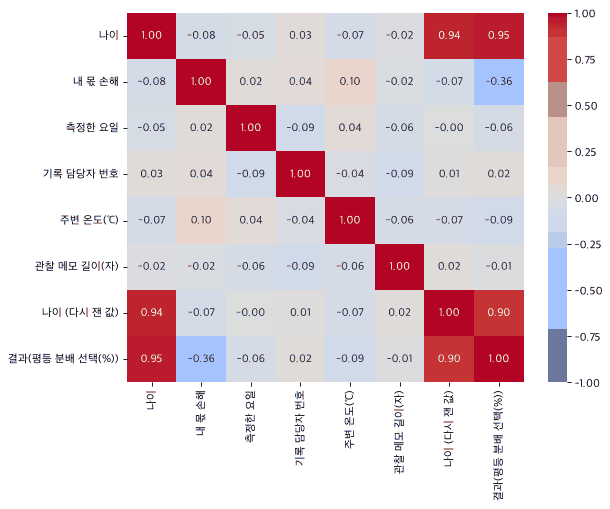 나이 1.00 −0.08 −0.05 0.03 −0.07 −0.02 0.94 0.95
내 몫 손해 −0.08 1.00 0.02 0.04 0.10 −0.02 −0.07 −0.36
측정한 요일 −0.05 0.02 1.00 −0.09 0.04 −0.06 −0.00 −0.06
기록 담당자 번호 0.03 0.04 −0.09 1.00 −0.04 −0.09 0.01 0.02
주변 온도(℃) −0.07 0.10 0.04 −0.04 1.00 −0.06 −0.07 −0.09
관찰 메모 길이(자) −0.02 −0.02 −0.06 −0.09 −0.06 1.00 0.02 −0.01
나이 (다시 잰 값) 0.94 −0.07 −0.00 0.01 −0.07 0.02 1.00 0.90
결과(평등 분배 선택(%)) 0.95 −0.36 −0.06 0.02 −0.09 −0.01 0.90 1.00
나이
내 몫 손해
측정한 요일
기록 담당자 번호
주변 온도(℃)
관찰 메모 길이(자)
나이 (다시 잰 값)
결과(평등 분배 선택(%))
1.00
0.75
0.50
0.25
0.00
−0.25
−0.50
−0.75
−1.00